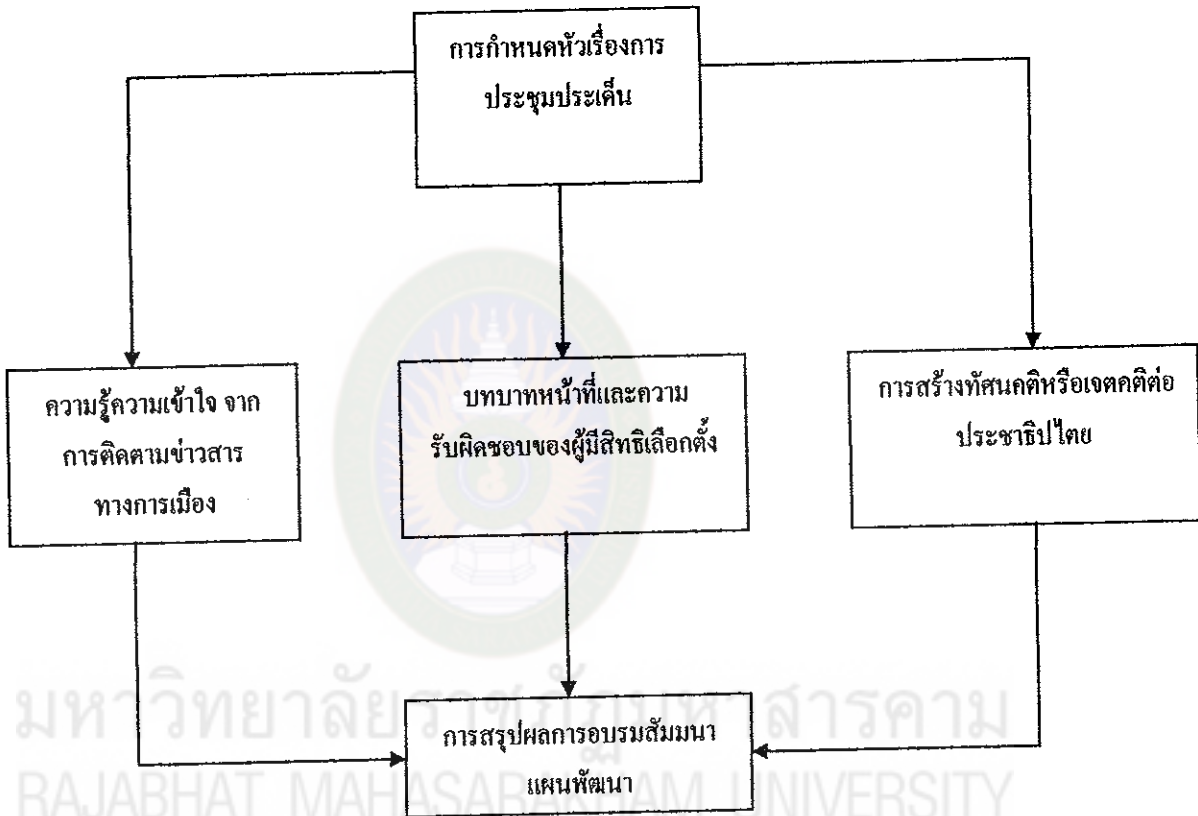 การกำหนดหัวเรื่องการ
ประชุมประเด็น
ความรู้ความเข้าใจ จาก
การติดตามข่าวสาร
ทางการเมือง
บทบาทหน้าที่และความ
รับผิดชอบของผู้มีสิทธิเลือกตั้ง
การสร้างทัศนคติหรือเจตคติต่อ
ประชาธิปไตย
การสรุปผลการอบรมสัมมนา
แผนพัฒนา
มหาวิทยาลัยราชภัฏมหาสารคาม
RAJABHAT MAHASARAKHAM UNIVERSITY